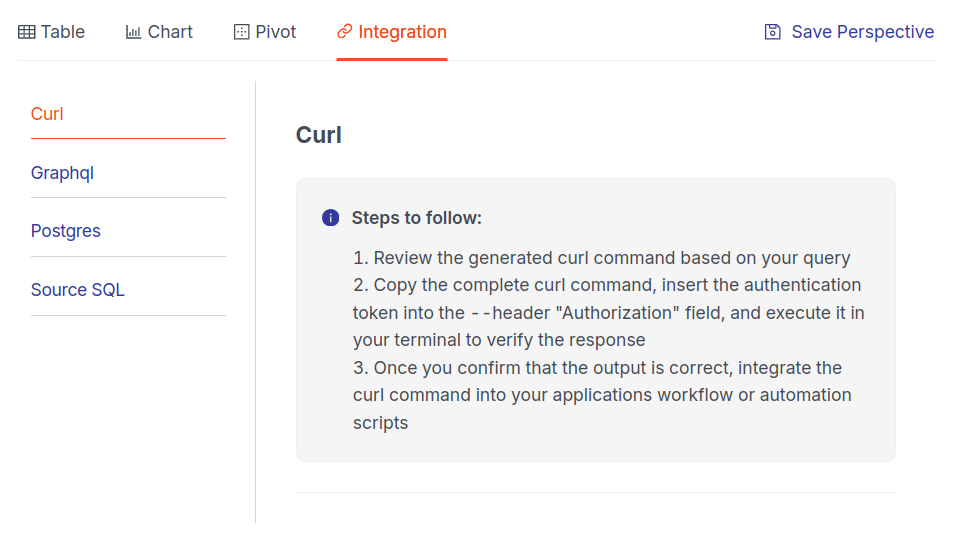 Table Chart Pivot Integration Save Perspective
Curl
Graphql
Postgres
Source SQL
Curl
Steps to follow:
1. Review the generated curl command based on your query
2. Copy the complete curl command, insert the authentication
token into the --header "Authorization" field, and execute it in
your terminal to verify the response
3. Once you confirm that the output is correct, integrate the
curl command into your applications workflow or automation
scripts